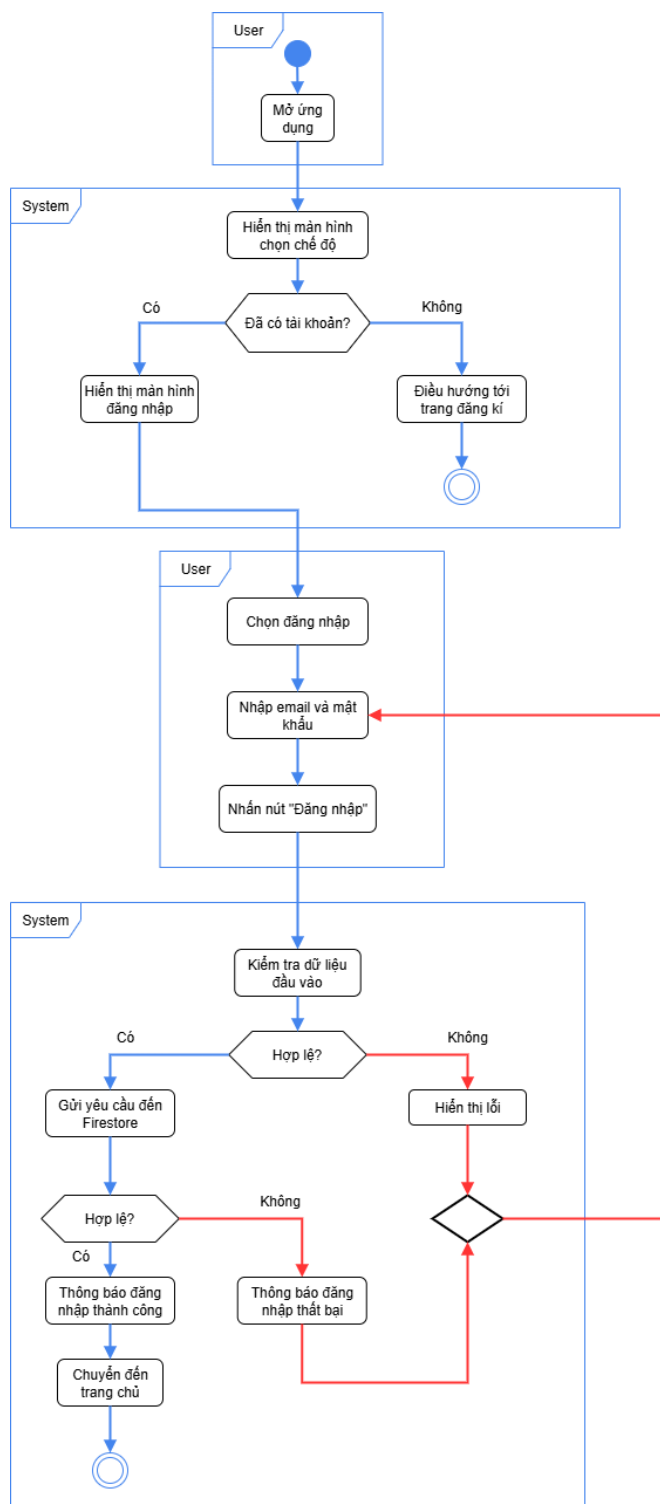 User
Mở ứng
dụng
System
Hiển thị màn hình
chọn chế độ
Có
Đã có tài khoản?
Không
Hiển thị màn hình
đăng nhập
Điều hướng tới
trang đăng kí
User
Chọn đăng nhập
Nhập email và mật
khẩu
Nhấn nút "Đăng nhập"
System
Kiểm tra dữ liệu
đầu vào
Có
Hợp lệ?
Không
Gửi yêu cầu đến
Firestore
Hiển thị lỗi
Hợp lệ?
Không
Có
Thông báo đăng
nhập thành công
Thông báo đăng
nhập thất bại
Chuyển đến
trang chủ